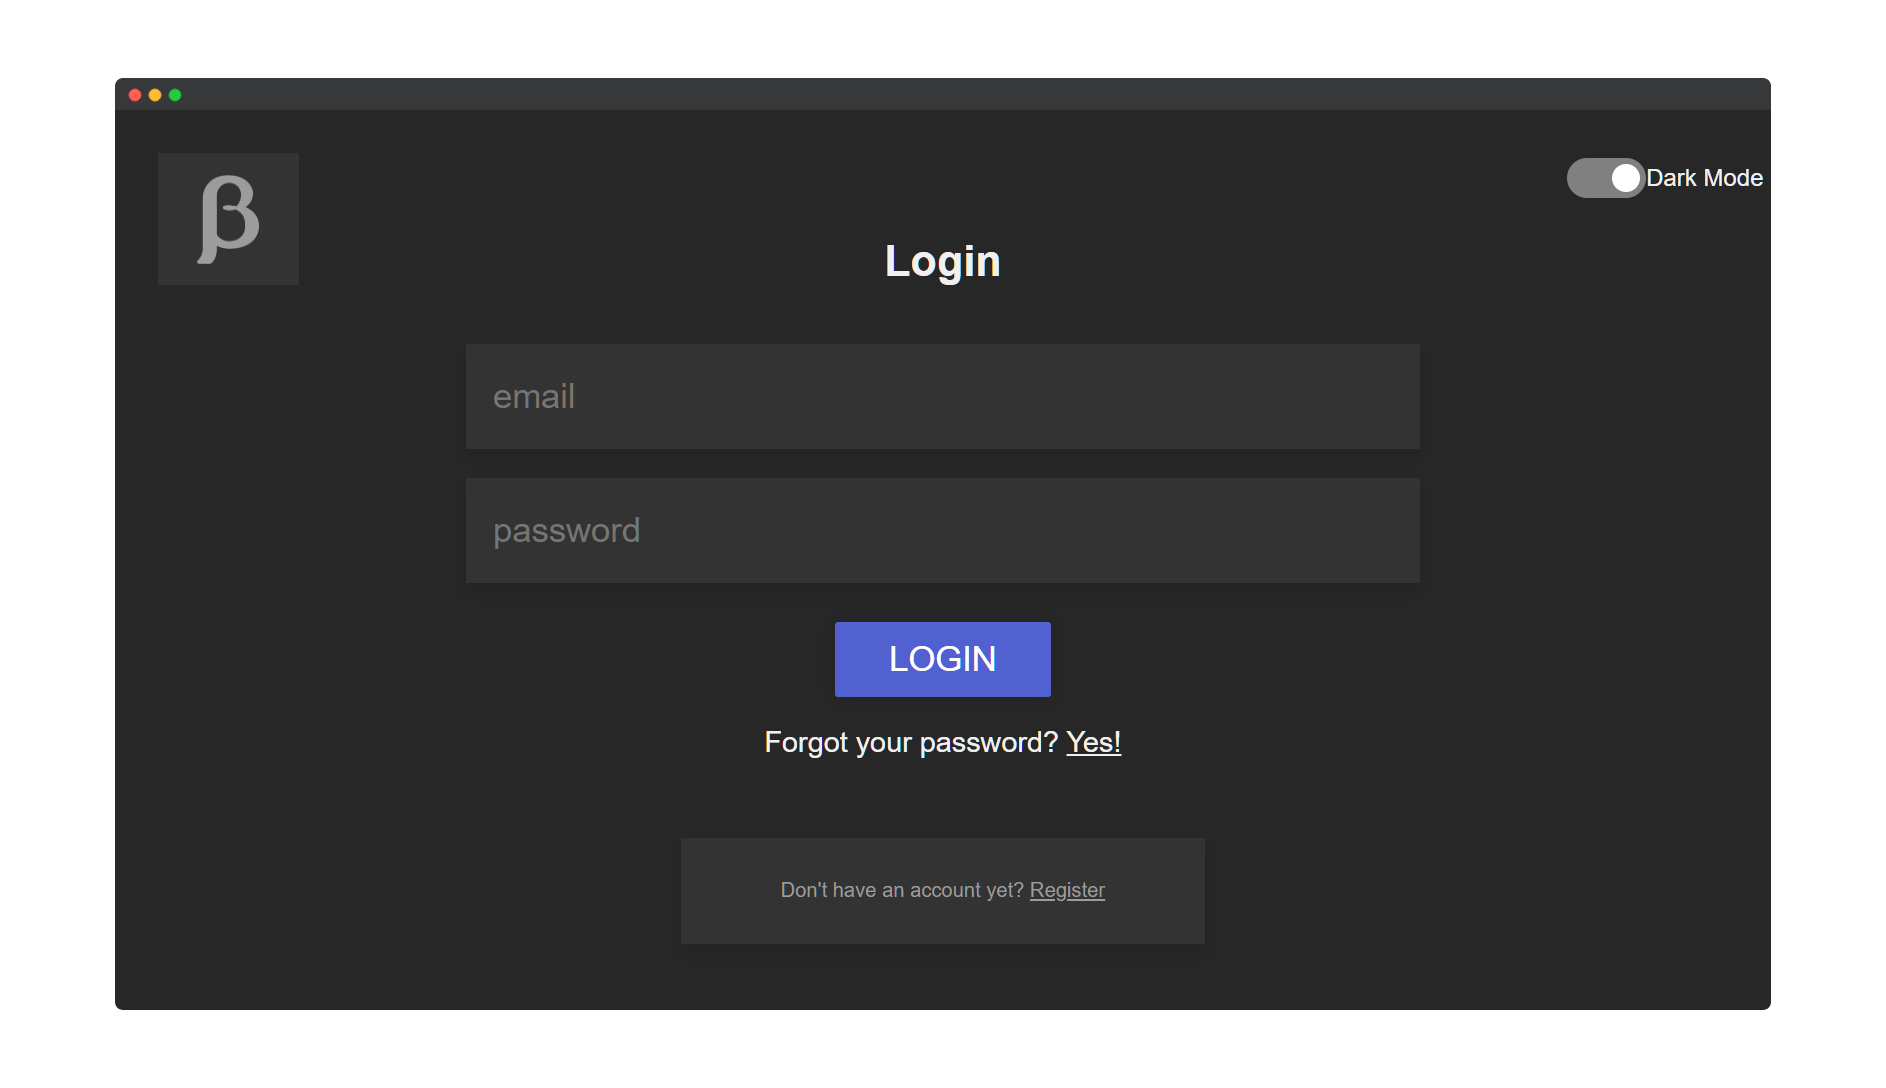 β
Dark Mode
Login
email
password
LOGIN
Forgot your password? Yes!
Don't have an account yet? Register